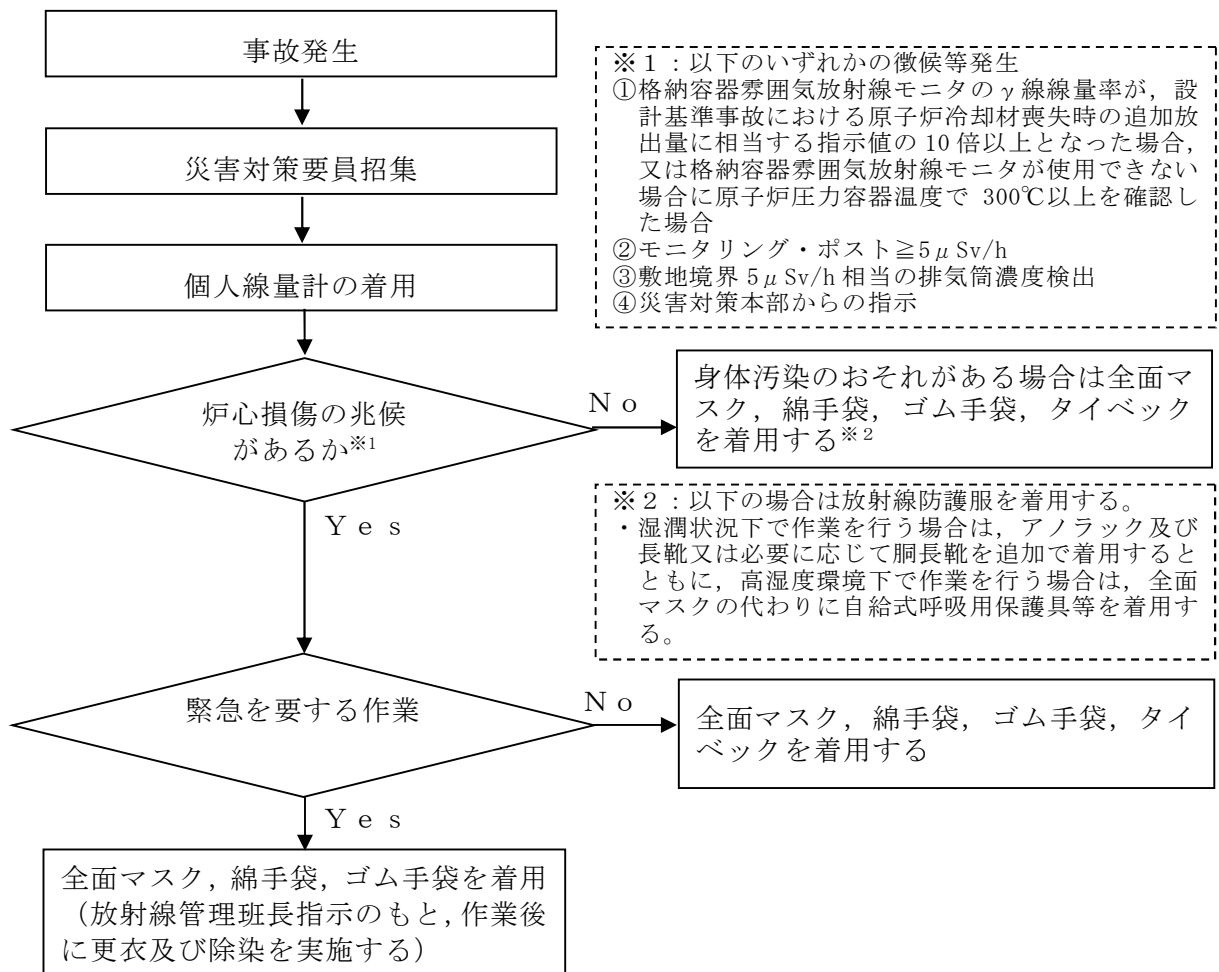 事故発生
災害対策要員招集
個人線量計の着用
※１：以下のいずれかの徴候等発生
①格納容器雰囲気放射線モニタのγ線線量率が，設
計基準事故における原子炉冷却材喪失時の追加放
出量に相当する指示値の 10 倍以上となった場合，
又は格納容器雰囲気放射線モニタが使用できない
場合に原子炉圧力容器温度で 300℃以上を確認し
た場合
②モニタリング・ポスト≧5μSv/h
③敷地境界 5μSv/h 相当の排気筒濃度検出
④災害対策本部からの指示
炉心損傷の兆候
があるか※1
Ｎｏ
身体汚染のおそれがある場合は全面マ
スク，綿手袋，ゴム手袋，タイベック
を着用する※2
Ｙｅｓ
※２：以下の場合は放射線防護服を着用する。
・湿潤状況下で作業を行う場合は，アノラック及び
長靴又は必要に応じて胴長靴を追加で着用すると
ともに，高湿度環境下で作業を行う場合は，全面
マスクの代わりに自給式呼吸用保護具等を着用す
る。
緊急を要する作業
Ｎｏ
全面マスク，綿手袋，ゴム手袋，タイ
ベックを着用する
Ｙｅｓ
全面マスク，綿手袋，ゴム手袋を着用
（放射線管理班長指示のもと，作業後
に更衣及び除染を実施する）